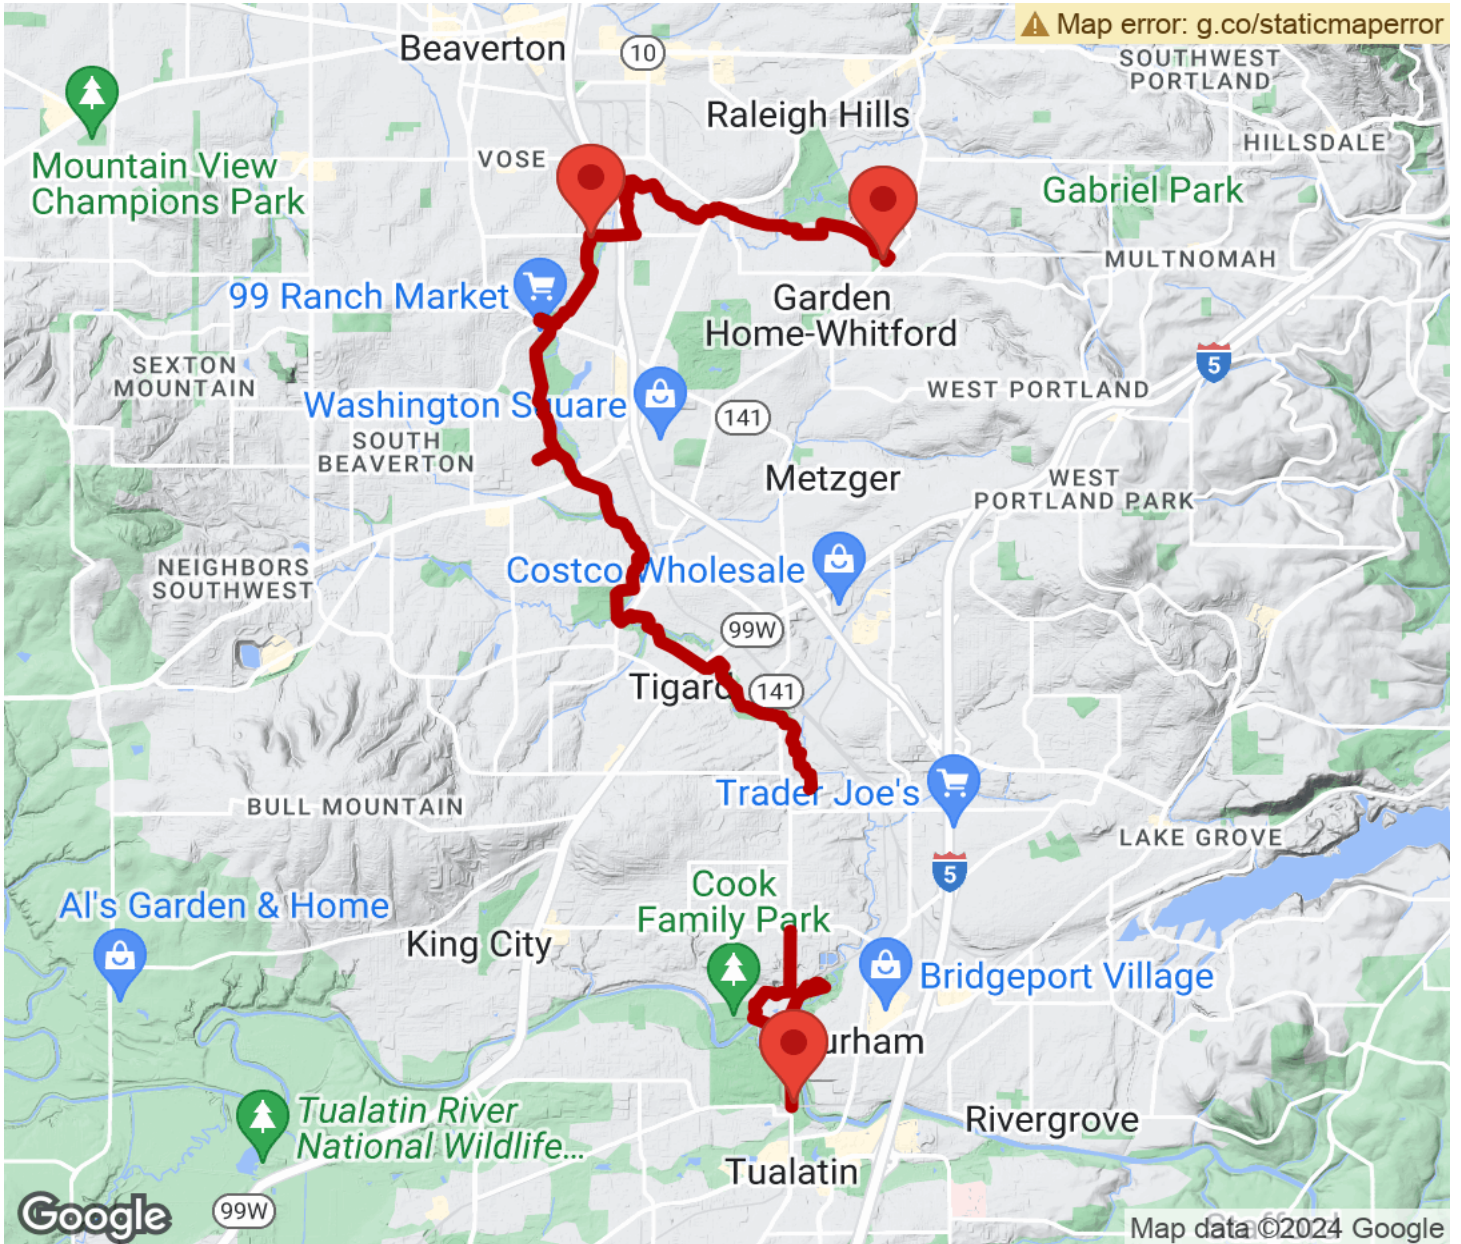 Map error: g.co/staticmaperror
Beaverton
10
SOUTHWEST
PORTLAND
Raleigh Hills
HILLSDALE
VOSE
Mountain View
Champions Park
Gabriel Park
MULTNOMAH
99 Ranch Market
Garden
Home-Whitford
5
SEXTON
MOUNTAIN
WEST PORTLAND
Washington Square
141
SOUTH
BEAVERTON
Metzger
WEST
PORTLAND PARK
NEIGHBORS
SOUTHWEST
Costco Wholesale
99W
Tigard
141
Trader Joe's
BULL MOUNTAIN
LAKE GROVE
5
Cook
Family Park
Al's Garden & Home
King City
Bridgeport Village
urham
Tualatin River
National Wildlife...
Rivergrove
Tualatin
99W
Google
Map data ©2024 Google